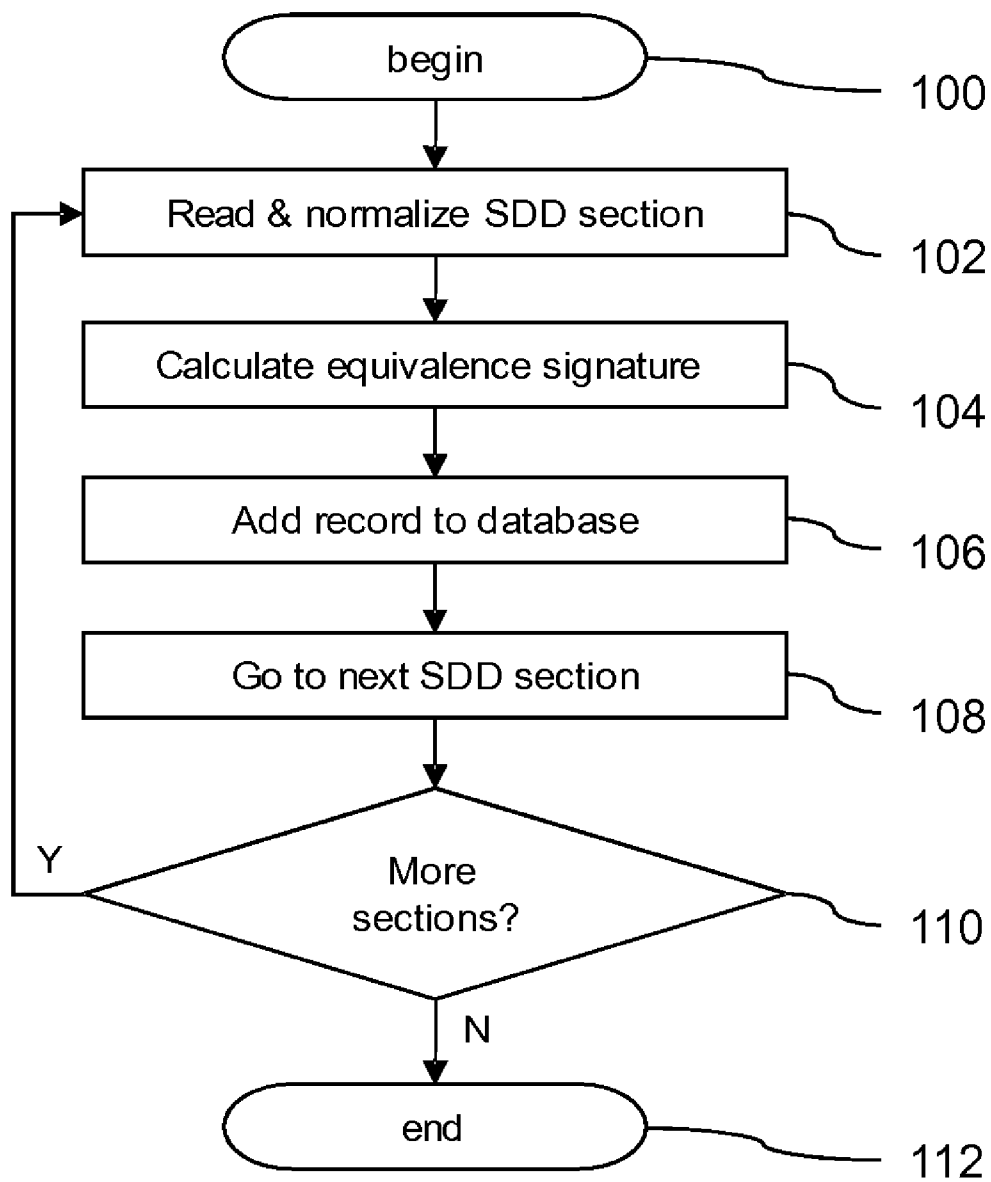 begin
100
Read & normalize SDD section
102
Calculate equivalence signature
104
Add record to database
106
Go to next SDD section
108
Y
More
sections?
110
N
end
112